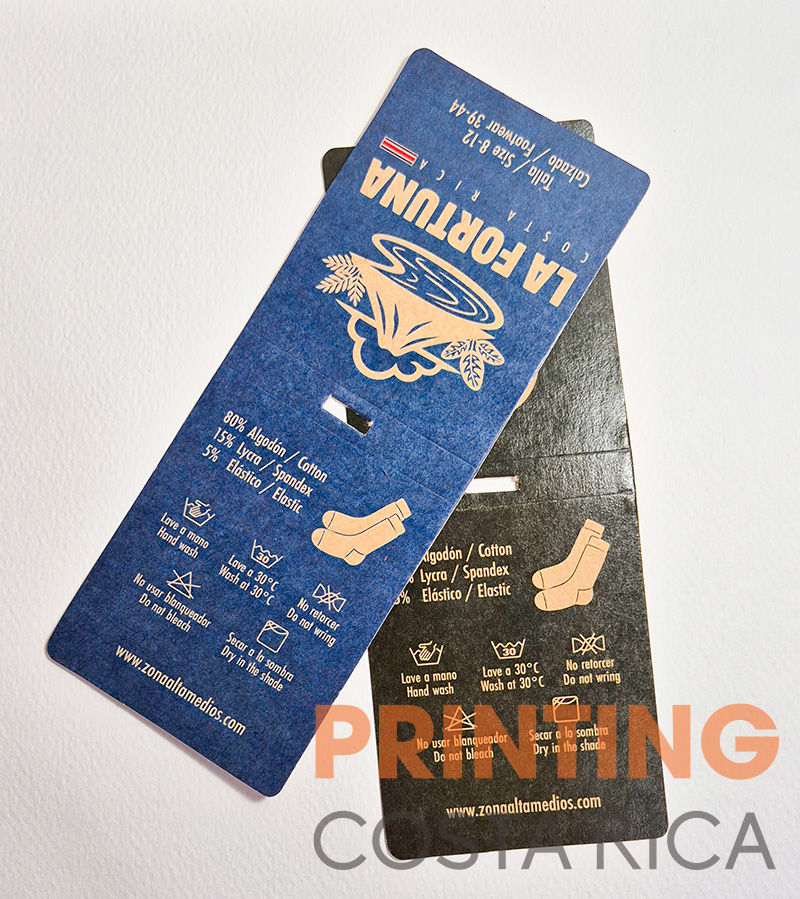 Talla / Size 8-12
Calzado / Footwear 39-44
COSTA RICA
LA FORTUNA
80% Algodón / Cotton
15% Lycra / Spandex
5% Elástico / Elastic
Lave a mano
Hand wash
30
Lave a 30°C
Wash at 30°C
No retorcer
Do not wring
No usar blanqueador
Do not bleach
Secar a la sombra
Dry in the shade
www.zonaaltamedios.com
/ Cotton
% Lycra / Spandex
% Elástico / Elastic
Lave a mano
Hand wash
30
Lave a 30°C
Wash at 30°C
No retorcer
Do not wring
No usar blanqueador
Do not bleach
Secar a la sombra
Dry in the shade
www.zonaaltamedios.com
PRINTING
COSTA RICA